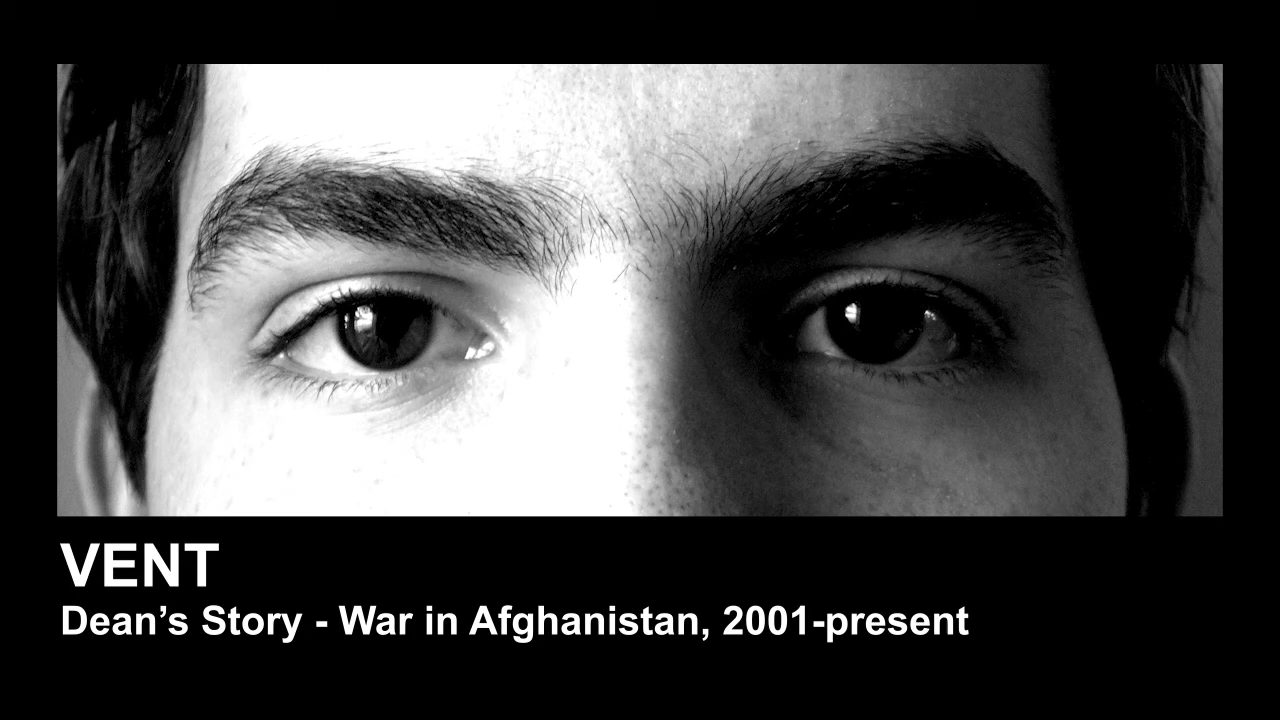 VENT
Dean’s Story - War in Afghanistan, 2001-present